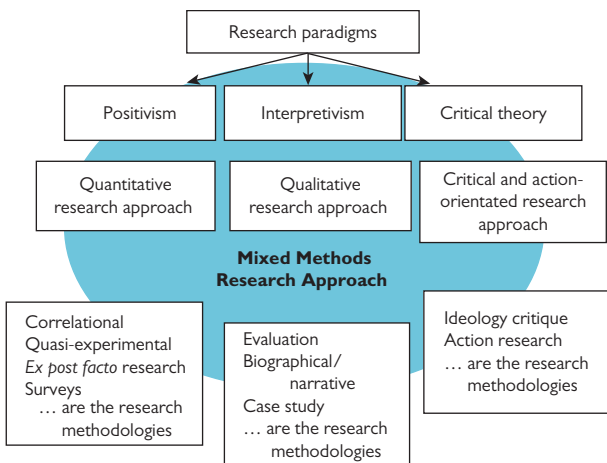 Research paradigms
Positivism
Interpretivism
Critical theory
Quantitative
research approach
Qualitative
research approach
Critical and action-
orientated research
approach
Mixed Methods
Research Approach
Correlational
Quasi-experimental
Ex post facto research
Surveys
… are the research
methodologies
Evaluation
Biographical/
narrative
Case study
… are the research
methodologies
Ideology critique
Action research
… are the research
methodologies